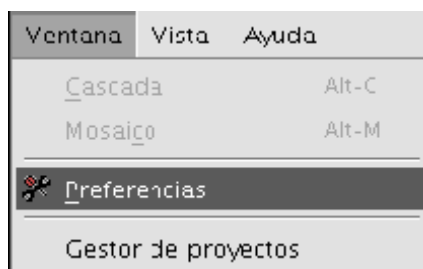 Ventana Vista Ayuda
Cascada Alt-C
Mosaico Alt-M
Preferencias
Gestor de proyectos